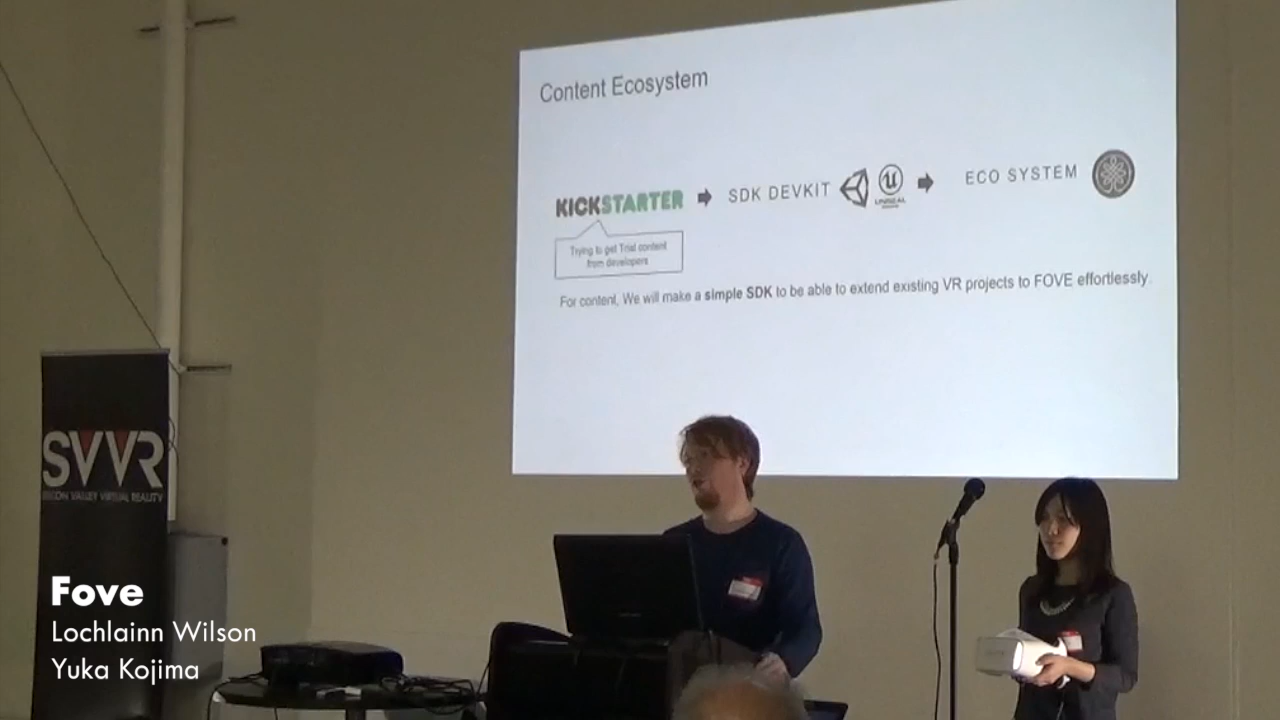 Content Ecosystem
KICKSTARTER
SDK DEVKIT
UNREAL
ECO SYSTEM
Trying to get Trial content
from developers
For content, We will make a simple SDK to be able to extend existing VR projects to FOVE effortlessly.
SVVR
SILICON VALLEY VIRTUAL REALITY
Fove
Lochlainn Wilson
Yuka Kojima